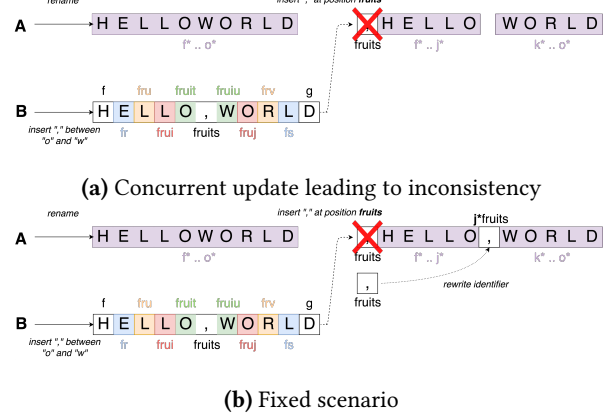 rename
insert "," at position fruits
A
H E L L O W O R L D
, H E L L O W O R L D
f* .. o*
fruits
f* .. j*
k* .. o*
f fru fruit fruiu frv g
B
H E L L O , W O R L D
insert "," between
"o" and "w"
fr frui fruits fruj fs
(a) Concurrent update leading to inconsistency
rename
insert "," at position fruits
j*fruits
A
H E L L O W O R L D
, H E L L O , W O R L D
f* .. o*
fruits
f* .. j*
k* .. o*
,
rewrite identifier
fruits
f fru fruit fruiu frv g
B
H E L L O , W O R L D
insert "," between
"o" and "w"
fr frui fruits fruj fs
(b) Fixed scenario